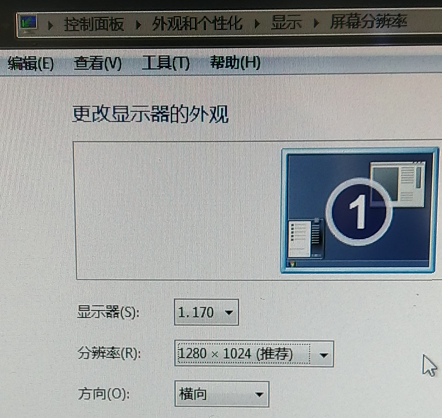 控制面板 ▸ 外观和个性化 ▸ 显示 ▸ 屏幕分辨率
编辑(E) 查看(V) 工具(T) 帮助(H)
更改显示器的外观
1
显示器(S): 1.170
分辨率(R): 1280 × 1024 (推荐)
方向(O): 横向